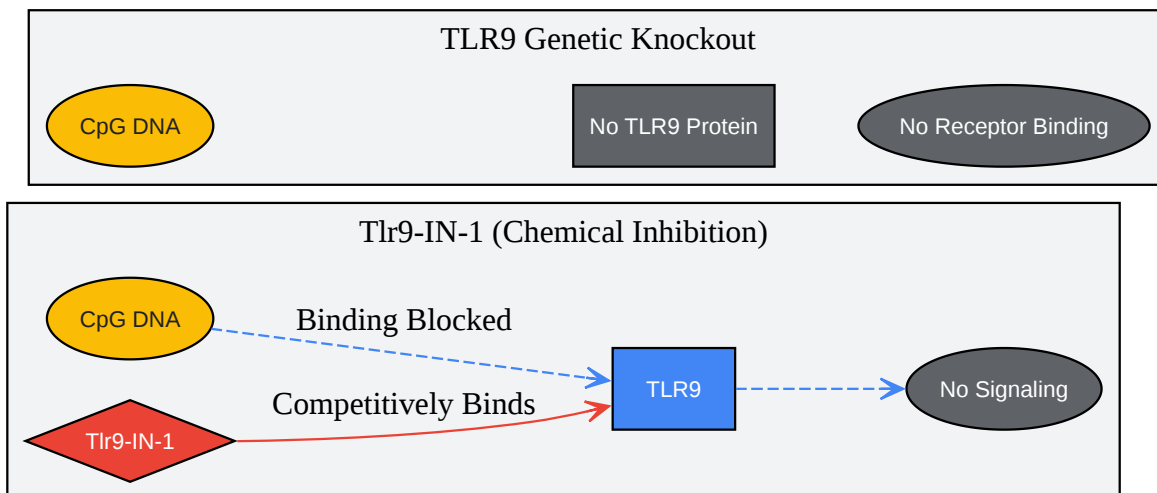 TLR9 Genetic Knockout
CpG DNA
No TLR9 Protein
No Receptor Binding
Tlr9-IN-1 (Chemical Inhibition)
CpG DNA
Binding Blocked
TLR9
No Signaling
Competitively Binds
Tlr9-IN-1